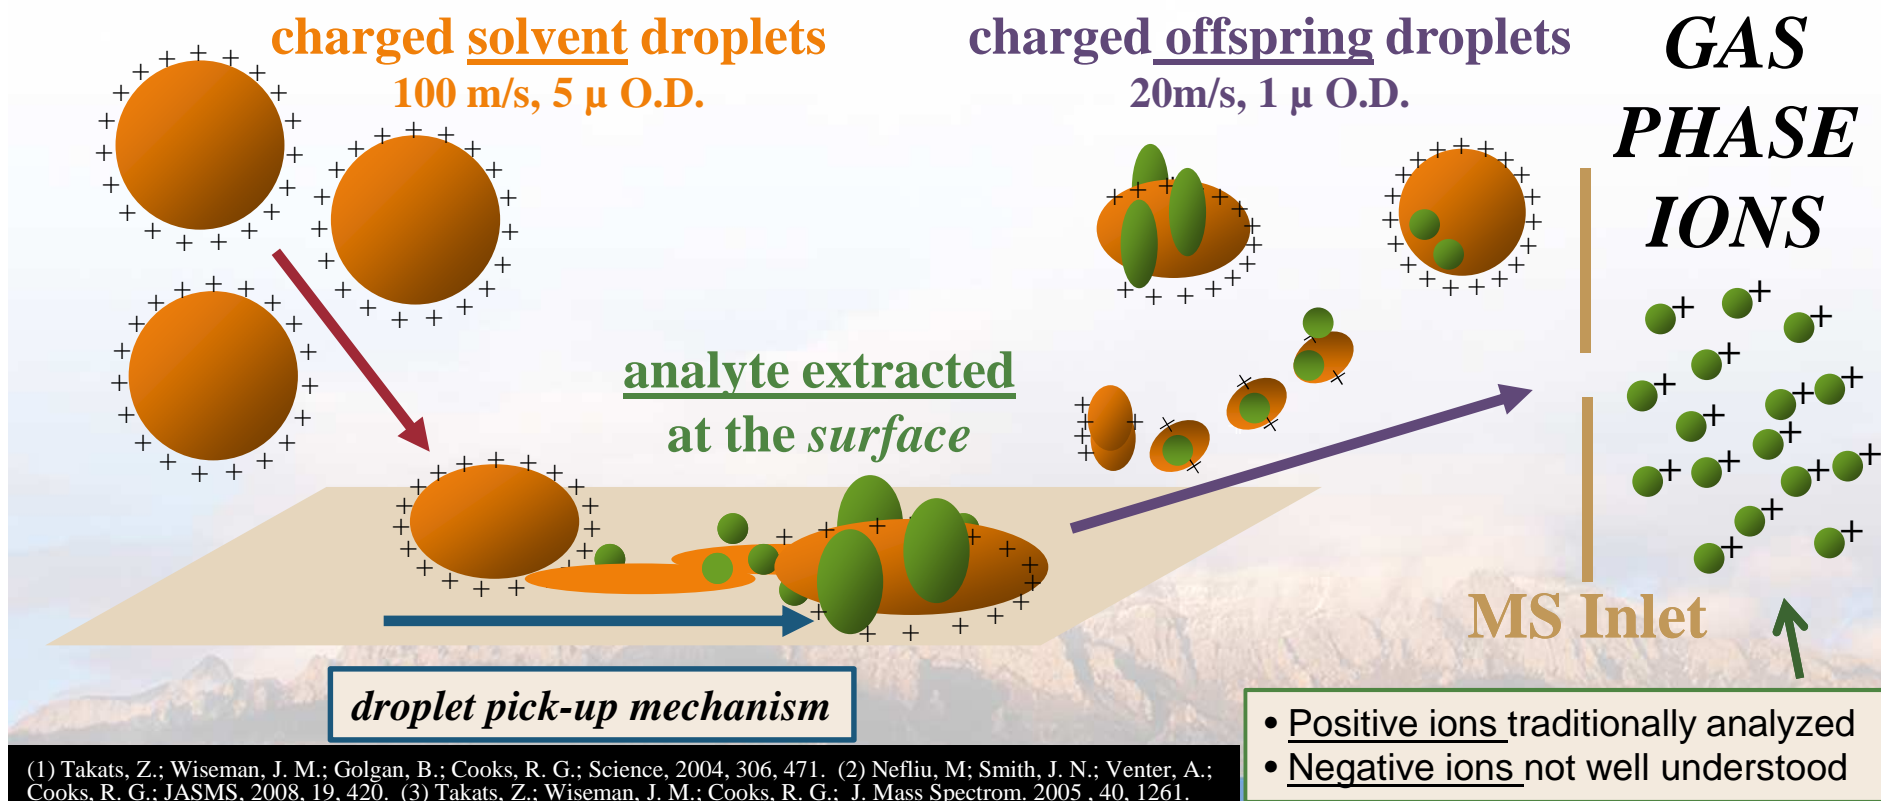 charged solvent droplets
100 m/s, 5 µ O.D.
charged offspring droplets
20m/s, 1 µ O.D.
GAS
PHASE
IONS
analyte extracted
at the surface
MS Inlet
droplet pick-up mechanism
• Positive ions traditionally analyzed
• Negative ions not well understood
(1) Takats, Z.; Wiseman, J. M.; Golgan, B.; Cooks, R. G.; Science, 2004, 306, 471. (2) Nefliu, M; Smith, J. N.; Venter, A.;
Cooks, R. G.; JASMS, 2008, 19, 420. (3) Takats, Z.; Wiseman, J. M.; Cooks, R. G.; J. Mass Spectrom. 2005 , 40, 1261.